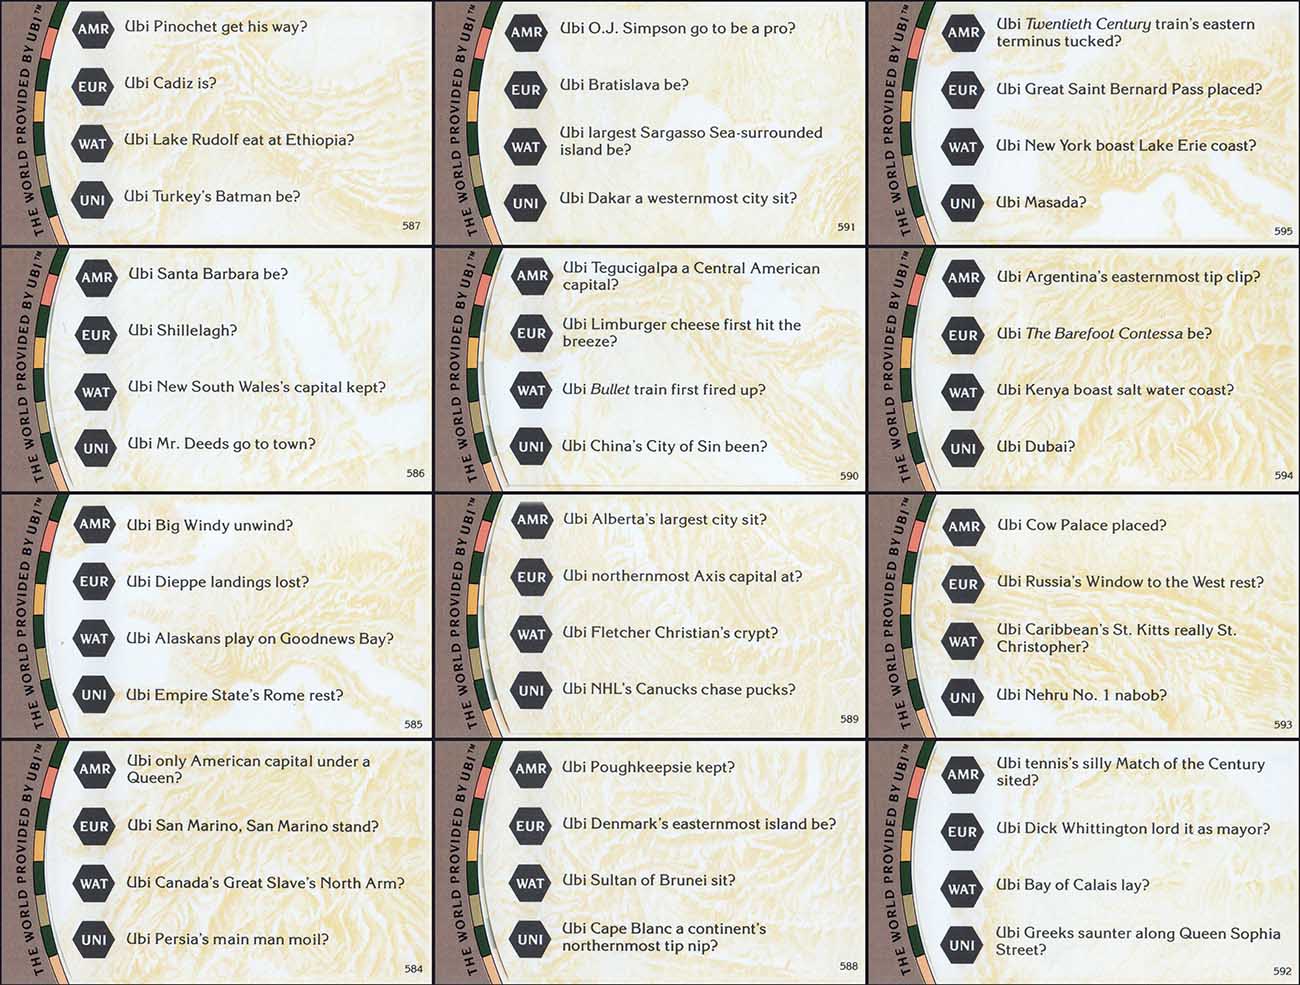 THE WORLD PROVIDED BY UBI™
AMR
Ubi Pinochet get his way?
EUR
Ubi Cadiz is?
WAT
Ubi Lake Rudolf eat at Ethiopia?
UNI
Ubi Turkey's Batman be?
587
THE WORLD PROVIDED BY UBI™
AMR
Ubi O.J. Simpson go to be a pro?
EUR
Ubi Bratislava be?
WAT
Ubi largest Sargasso Sea-surrounded
island be?
UNI
Ubi Dakar a westernmost city sit?
591
THE WORLD PROVIDED BY UBI™
AMR
Ubi Twentieth Century train's eastern
terminus tucked?
EUR
Ubi Great Saint Bernard Pass placed?
WAT
Ubi New York boast Lake Erie coast?
UNI
Ubi Masada?
595
THE WORLD PROVIDED BY UBI™
AMR
Ubi Santa Barbara be?
EUR
Ubi Shillelagh?
WAT
Ubi New South Wales's capital kept?
UNI
Ubi Mr. Deeds go to town?
586
THE WORLD PROVIDED BY UBI™
AMR
Ubi Tegucigalpa a Central American
capital?
EUR
Ubi Limburger cheese first hit the
breeze?
WAT
Ubi Bullet train first fired up?
UNI
Ubi China's City of Sin been?
590
THE WORLD PROVIDED BY UBI™
AMR
Ubi Argentina's easternmost tip clip?
EUR
Ubi The Barefoot Contessa be?
WAT
Ubi Kenya boast salt water coast?
UNI
Ubi Dubai?
594
THE WORLD PROVIDED BY UBI™
AMR
Ubi Big Windy unwind?
EUR
Ubi Dieppe landings lost?
WAT
Ubi Alaskans play on Goodnews Bay?
UNI
Ubi Empire State's Rome rest?
585
THE WORLD PROVIDED BY UBI™
AMR
Ubi Alberta's largest city sit?
EUR
Ubi northernmost Axis capital at?
WAT
Ubi Fletcher Christian's crypt?
UNI
Ubi NHL's Canucks chase pucks?
589
THE WORLD PROVIDED BY UBI™
AMR
Ubi Cow Palace placed?
EUR
Ubi Russia's Window to the West rest?
WAT
Ubi Caribbean's St. Kitts really St.
Christopher?
UNI
Ubi Nehru No. 1 nabob?
593
THE WORLD PROVIDED BY UBI™
AMR
Ubi only American capital under a
Queen?
EUR
Ubi San Marino, San Marino stand?
WAT
Ubi Canada's Great Slave's North Arm?
UNI
Ubi Persia's main man moil?
584
THE WORLD PROVIDED BY UBI™
AMR
Ubi Poughkeepsie kept?
EUR
Ubi Denmark's easternmost island be?
WAT
Ubi Sultan of Brunei sit?
UNI
Ubi Cape Blanc a continent's
northernmost tip nip?
588
THE WORLD PROVIDED BY UBI™
AMR
Ubi tennis's silly Match of the Century
sited?
EUR
Ubi Dick Whittington lord it as mayor?
WAT
Ubi Bay of Calais lay?
UNI
Ubi Greeks saunter along Queen Sophia
Street?
592